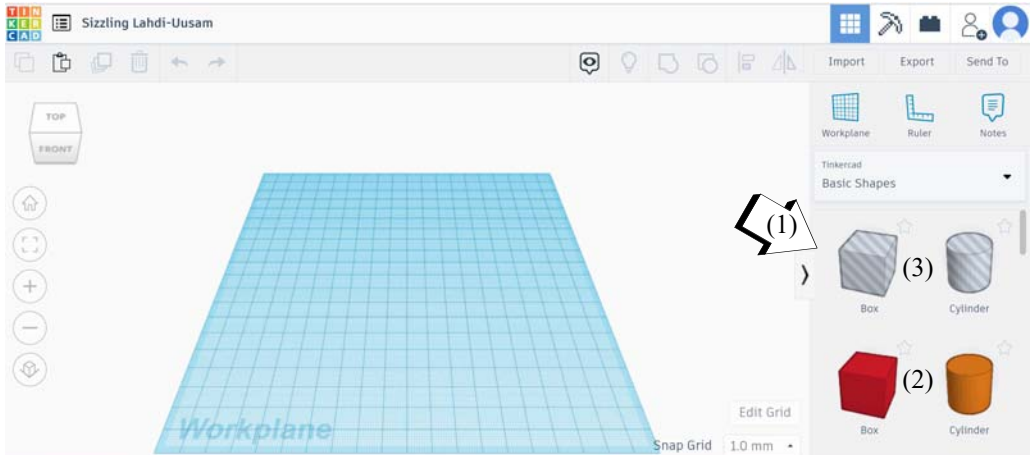 TIN
KER
CAD
Sizzling Lahdi-Uusam
Import Export Send To
TOP
FRONT
Workplane Ruler Notes
Tinkercad
Basic Shapes
(1)
(3)
Box Cylinder
(2)
Box Cylinder
Workplane
Edit Grid
Snap Grid 1.0 mm